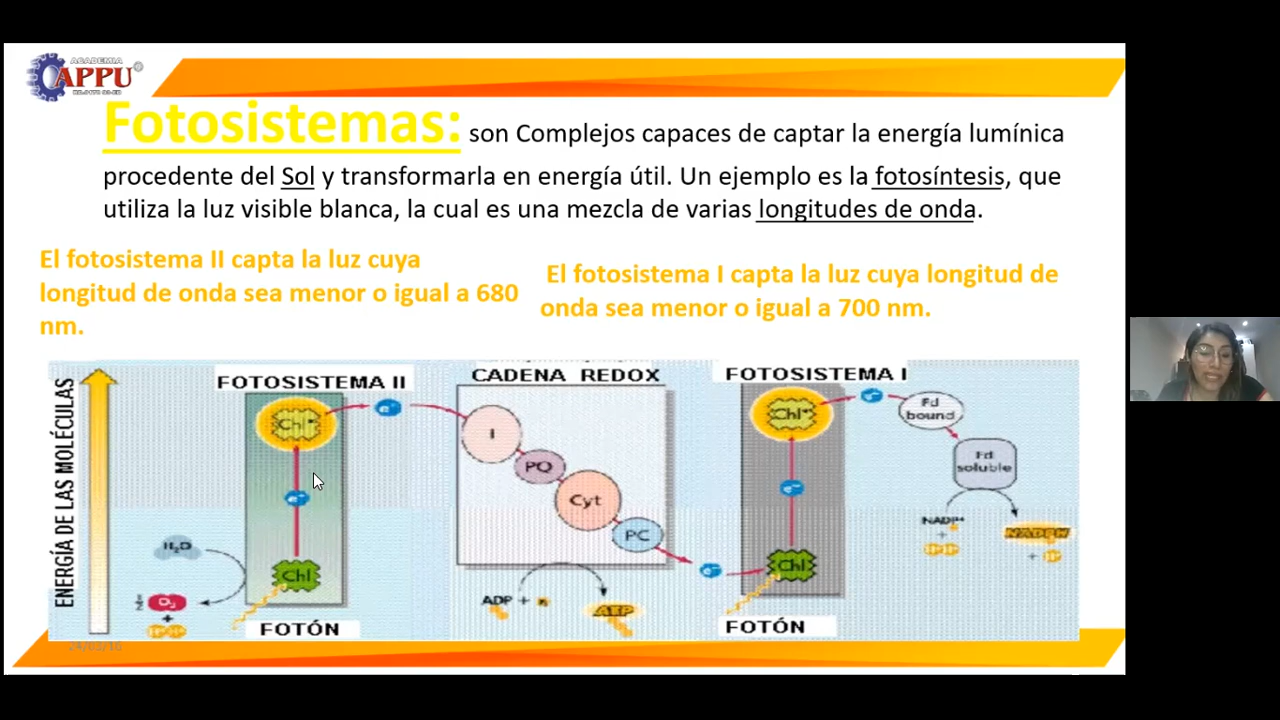 ACADEMIA
APPU
Fotosistemas: son Complejos capaces de captar la energía lumínica
procedente del Sol y transformarla en energía útil. Un ejemplo es la fotosíntesis, que
utiliza la luz visible blanca, la cual es una mezcla de varias longitudes de onda.
El fotosistema II capta la luz cuya
longitud de onda sea menor o igual a 680
nm.
El fotosistema I capta la luz cuya longitud de
onda sea menor o igual a 700 nm.
ENERGÍA DE LAS MOLÉCULAS
FOTOSISTEMA II
Chl*
e-
e-
H2O
Chl
½ O2
+
FOTÓN
CADENA REDOX
I
PQ
Cyt
PC
e-
ADP +
ATP
FOTOSISTEMA I
Chl*
e-
e-
Chl
FOTÓN
Fd
bound
Fd
soluble
NADP+
+
NADPH
+